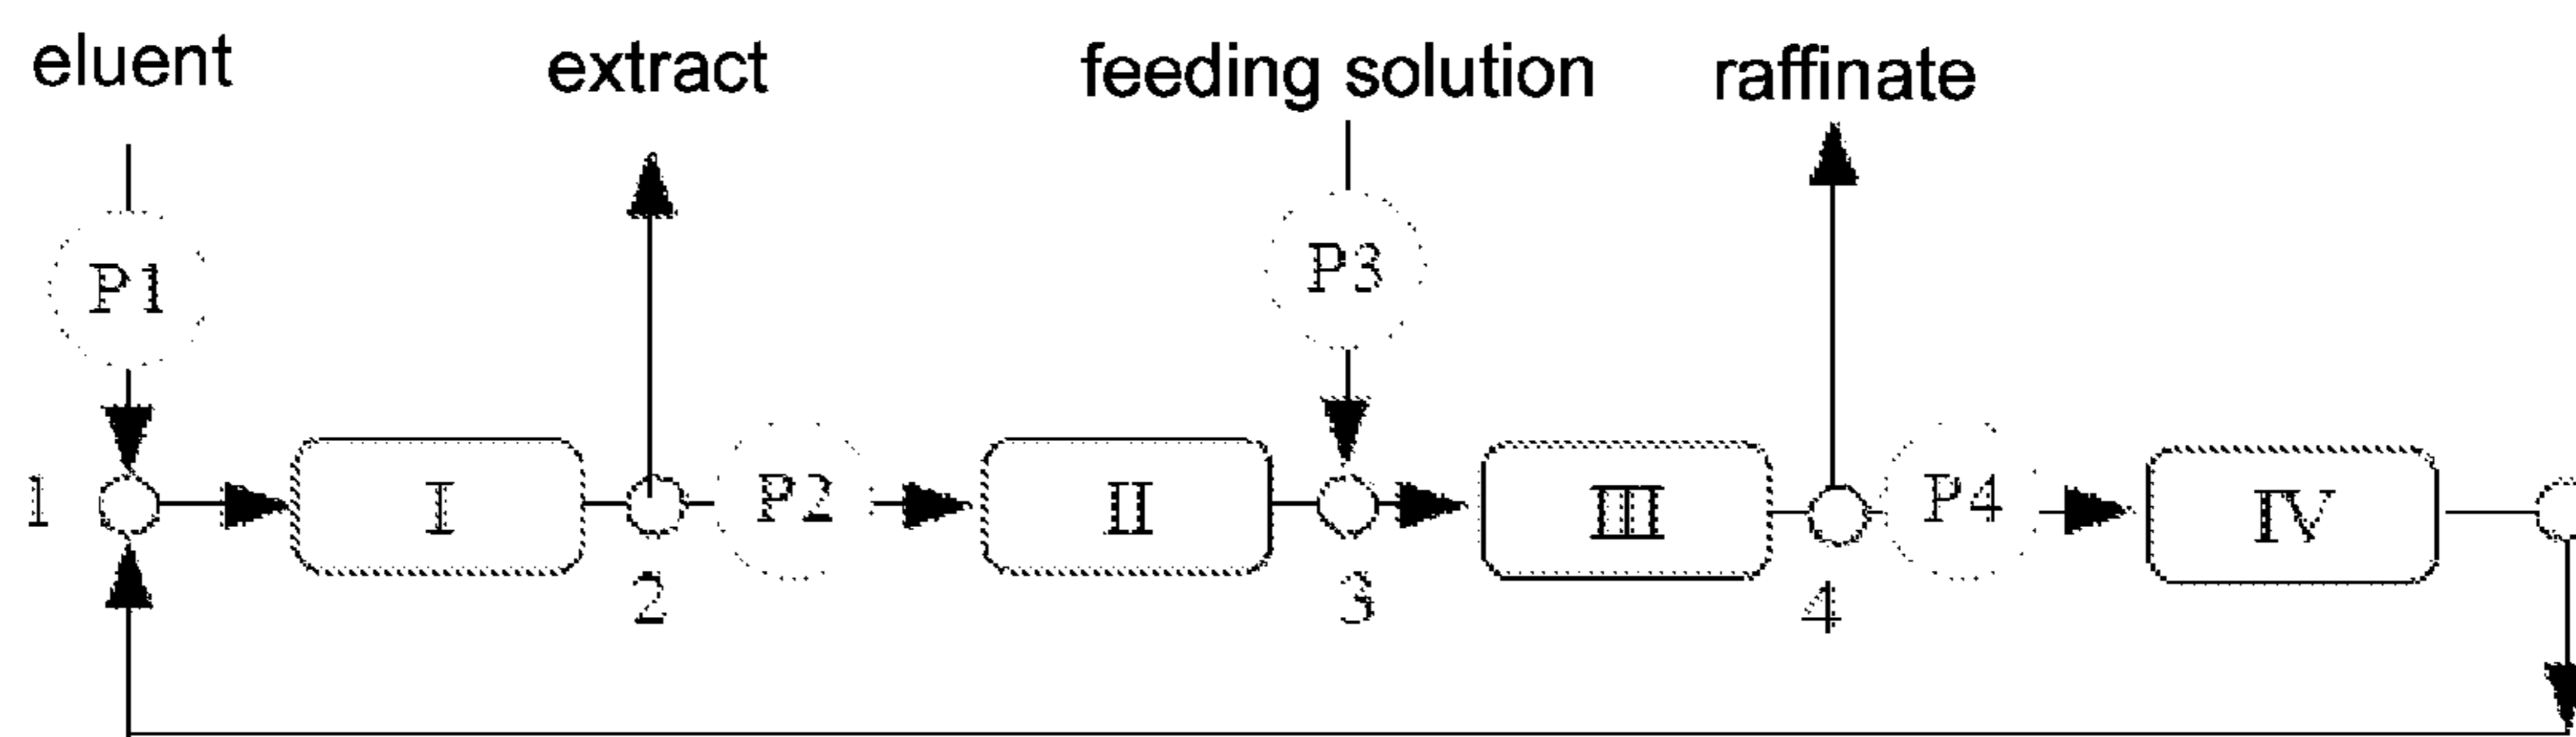 eluent extract feeding solution raffinate
P1 P3
1 I P2 II III P4 IV
2 3 4